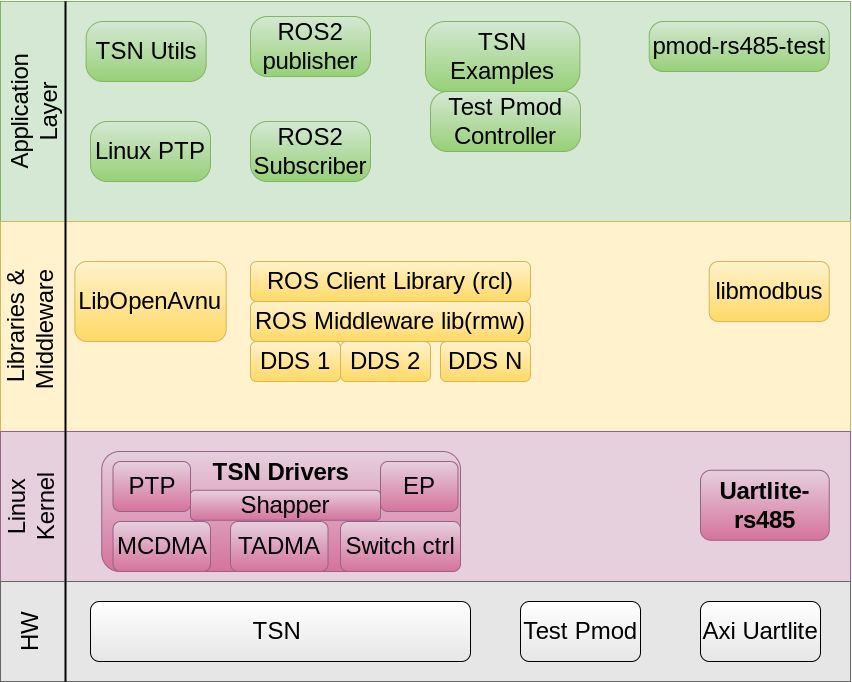 Application
Layer
TSN Utils
ROS2
publisher
TSN
Examples
pmod-rs485-test
Linux PTP
ROS2
Subscriber
Test Pmod
Controller
Libraries &
Middleware
LibOpenAvnu
ROS Client Library (rcl)
ROS Middleware lib(rmw)
DDS 1
DDS 2
DDS N
libmodbus
Linux
Kernel
TSN Drivers
PTP
Shapper
EP
MCDMA
TADMA
Switch ctrl
Uartlite-
rs485
HW
TSN
Test Pmod
Axi Uartlite